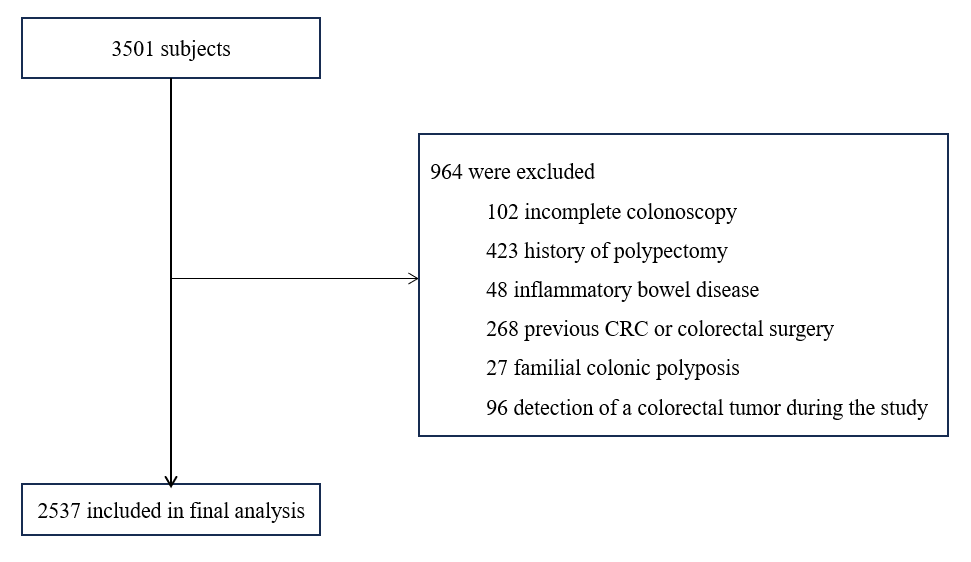 3501 subjects
964 were excluded
102 incomplete colonoscopy
423 history of polypectomy
48 inflammatory bowel disease
268 previous CRC or colorectal surgery
27 familial colonic polyposis
96 detection of a colorectal tumor during the study
2537 included in final analysis